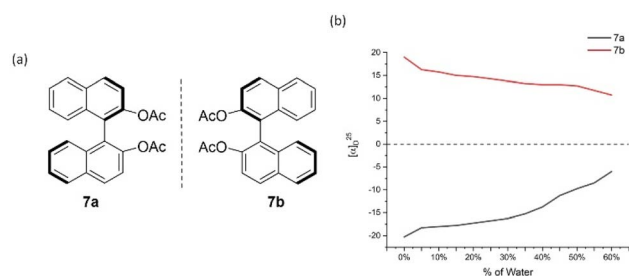 (a)
OAc
OAc
7a
AcO
AcO
7b
(b)
7a
7b
[α]D25
20
15
10
5
0
-5
-10
-15
-20
0%
10%
20%
30%
40%
50%
60%
% of Water